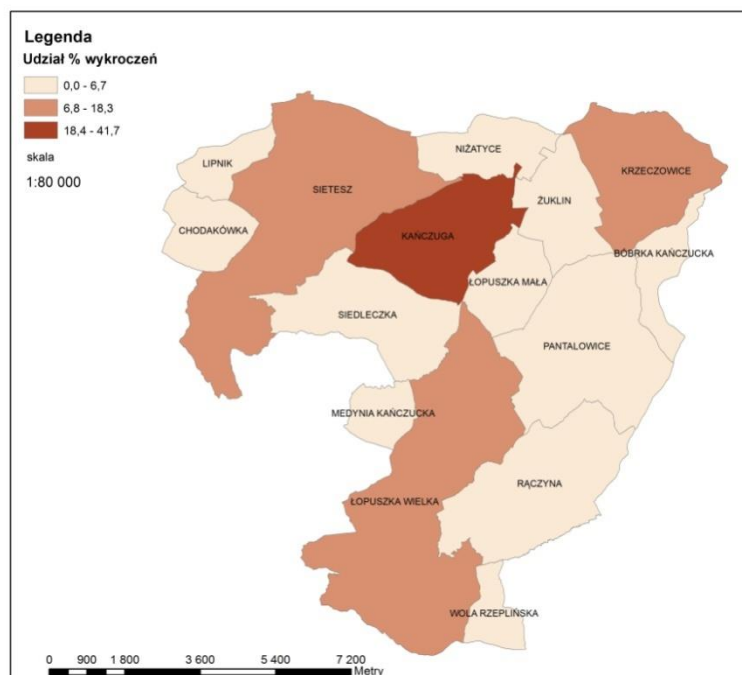 Legenda
Udział % wykroczeń
0,0 - 6,7
6,8 - 18,3
18,4 - 41,7
skala
1:80 000
LIPNIK
NIŻATYCE
KRZECZOWICE
SIETESZ
ŻUKLIN
CHODAKÓWKA
KAŃCZUGA
BÓBRKA KAŃCZUCKA
ŁOPUSZKA MAŁA
SIEDLECZKA
PANTALOWICE
MEDYNIA KAŃCZUCKA
RĄCZYNA
ŁOPUSZKA WIELKA
WOLA RZEPLIŃSKA
0 900 1 800 3 600 5 400 7 200
Metry